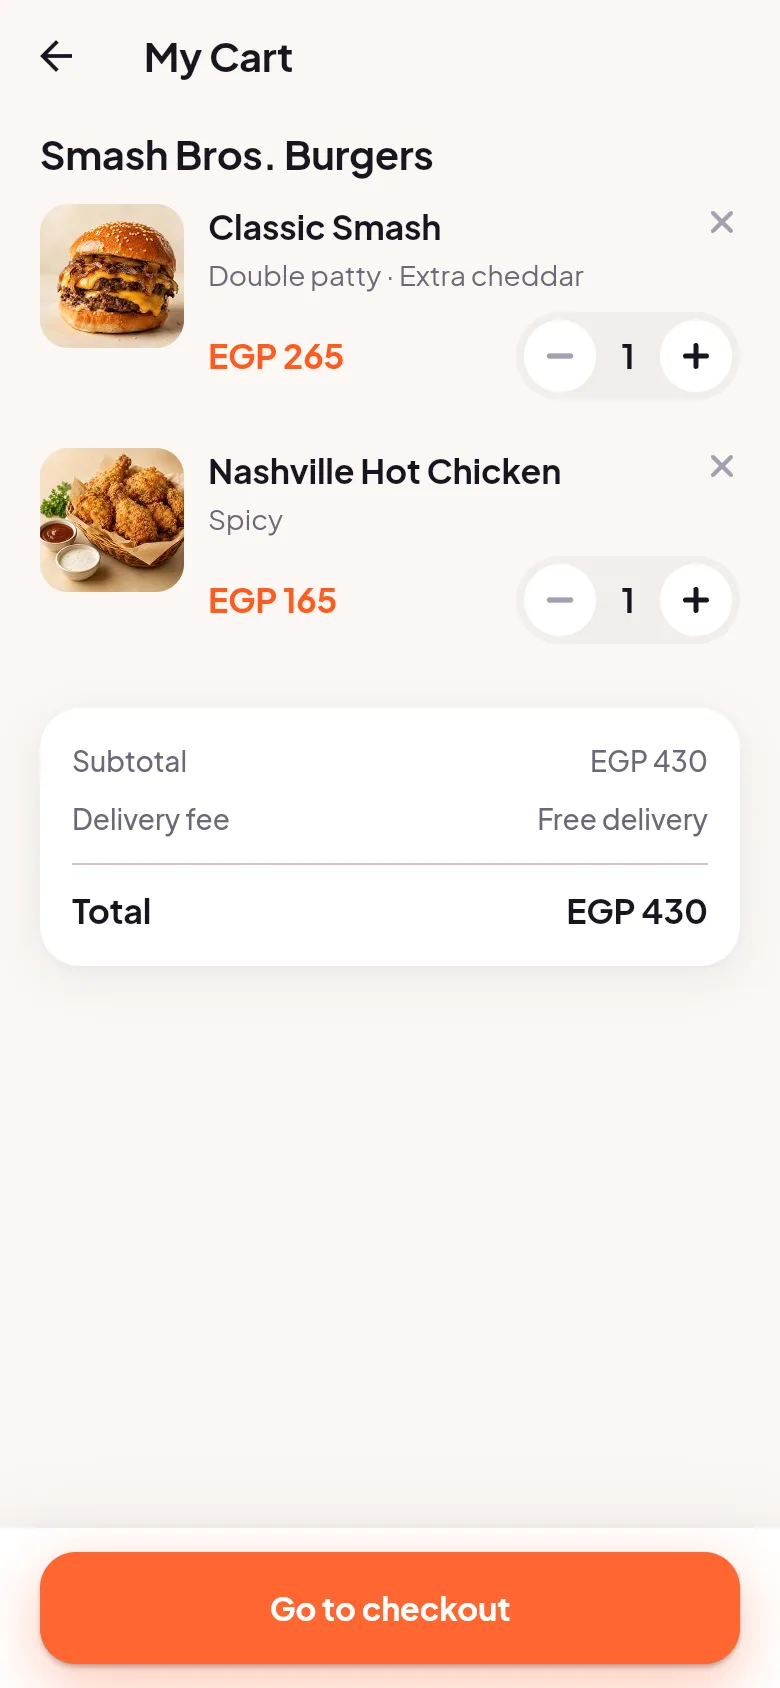 My Cart
Smash Bros. Burgers
Classic Smash
Double patty · Extra cheddar
EGP 265
1
Nashville Hot Chicken
Spicy
EGP 165
1
Subtotal EGP 430
Delivery fee Free delivery
Total EGP 430
Go to checkout